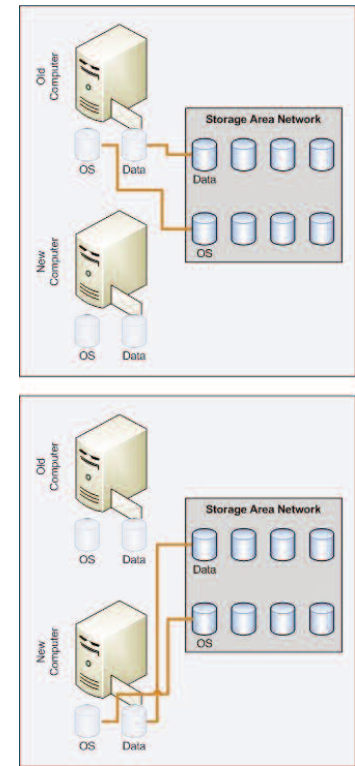 Old
Computer
Storage Area Network
OS
Data
Data
New
Computer
OS
OS
Data
Old
Computer
Storage Area Network
OS
Data
Data
New
Computer
OS
OS
Data